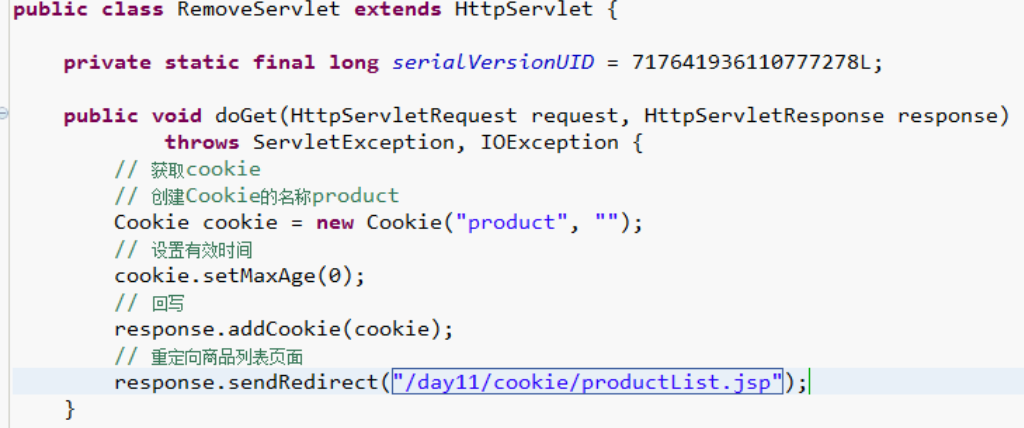 public class RemoveServlet extends HttpServlet {
private static final long serialVersionUID = 717641936110777278L;
public void doGet(HttpServletRequest request, HttpServletResponse response)
throws ServletException, IOException {
// 获取cookie
// 创建Cookie的名称product
Cookie cookie = new Cookie("product", "");
// 设置有效时间
cookie.setMaxAge(0);
// 回写
response.addCookie(cookie);
// 重定向商品列表页面
response.sendRedirect("/day11/cookie/productList.jsp");
}